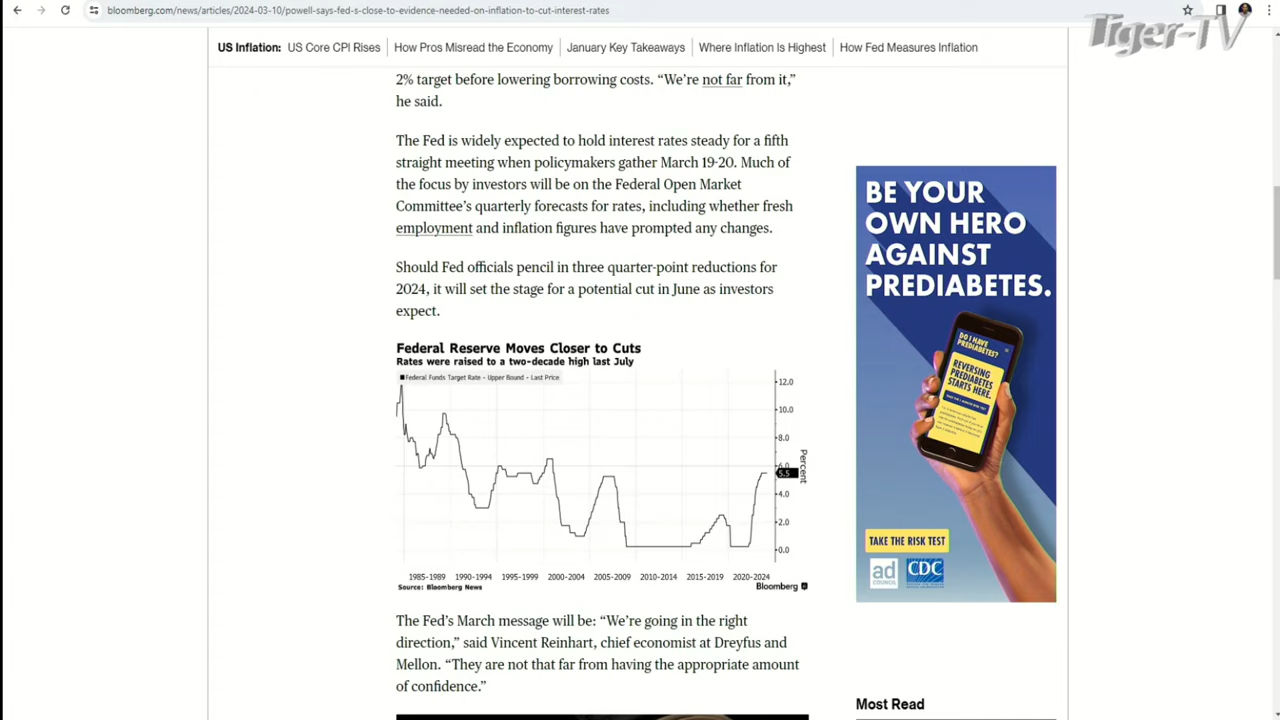 bloomberg.com/news/articles/2024-03-10/powell-says-fed-s-close-to-evidence-needed-on-inflation-to-cut-interest-rates
Tiger-TV
US Inflation: US Core CPI Rises How Pros Misread the Economy January Key Takeaways Where Inflation Is Highest How Fed Measures Inflation
2% target before lowering borrowing costs. “We’re not far from it,”
he said.
The Fed is widely expected to hold interest rates steady for a fifth
straight meeting when policymakers gather March 19-20. Much of
the focus by investors will be on the Federal Open Market
Committee’s quarterly forecasts for rates, including whether fresh
employment and inflation figures have prompted any changes.
Should Fed officials pencil in three quarter-point reductions for
2024, it will set the stage for a potential cut in June as investors
expect.
Federal Reserve Moves Closer to Cuts
Rates were raised to a two-decade high last July
Federal Funds Target Rate - Upper Bound - Last Price
12.0
10.0
8.0
6.0
5.5
4.0
2.0
0.0
Percent
1985-1989 1990-1994 1995-1999 2000-2004 2005-2009 2010-2014 2015-2019 2020-2024
Source: Bloomberg News
Bloomberg
The Fed’s March message will be: “We’re going in the right
direction,” said Vincent Reinhart, chief economist at Dreyfus and
Mellon. “They are not that far from having the appropriate amount
of confidence.”
BE YOUR
OWN HERO
AGAINST
PREDIABETES.
DO I HAVE
PREDIABETES?
REVERSING
PREDIABETES
STARTS HERE.
TAKE THE RISK TEST
ad
COUNCIL
CDC
Most Read